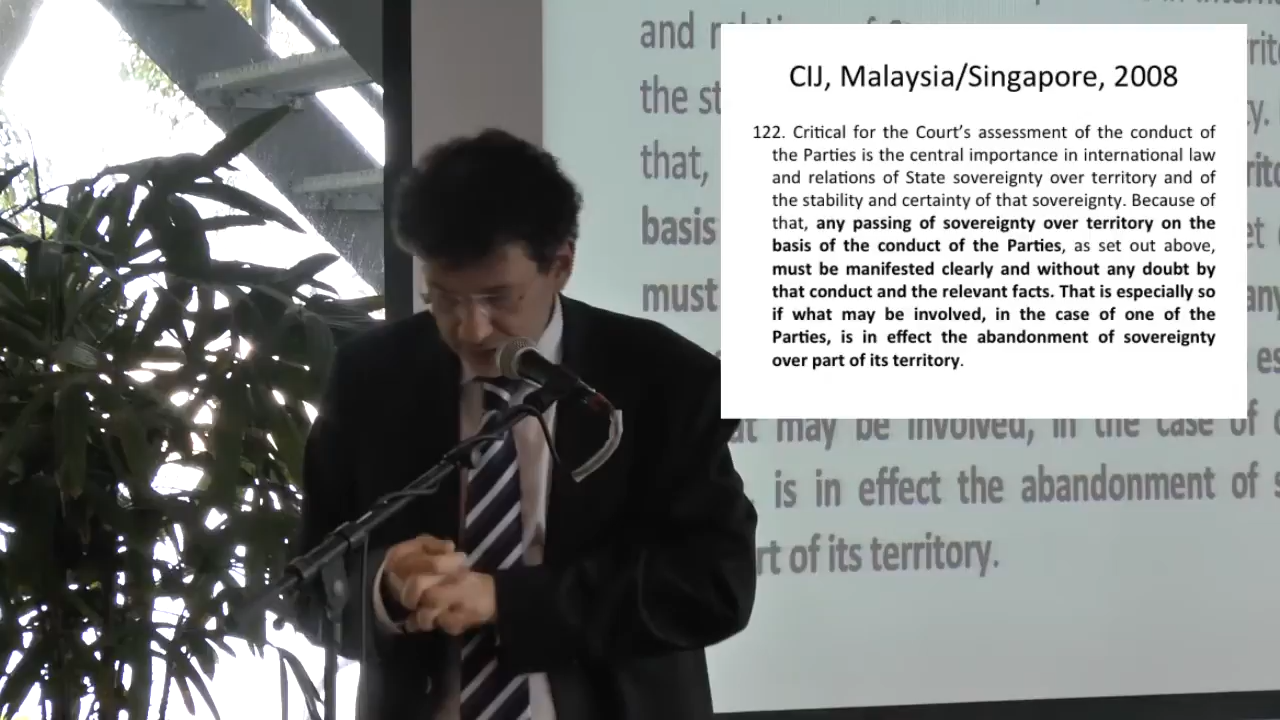 and
the st
that,
basis
must
CIJ, Malaysia/Singapore, 2008
122. Critical for the Court's assessment of the conduct of
the Parties is the central importance in international law
and relations of State sovereignty over territory and of
the stability and certainty of that sovereignty. Because of
that, any passing of sovereignty over territory on the
basis of the conduct of the Parties, as set out above,
must be manifested clearly and without any doubt by
that conduct and the relevant facts. That is especially so
if what may be involved, in the case of one of the
Parties, is in effect the abandonment of sovereignty
over part of its territory.
at may be involved, in the case of
is in effect the abandonment of
rt of its territory.